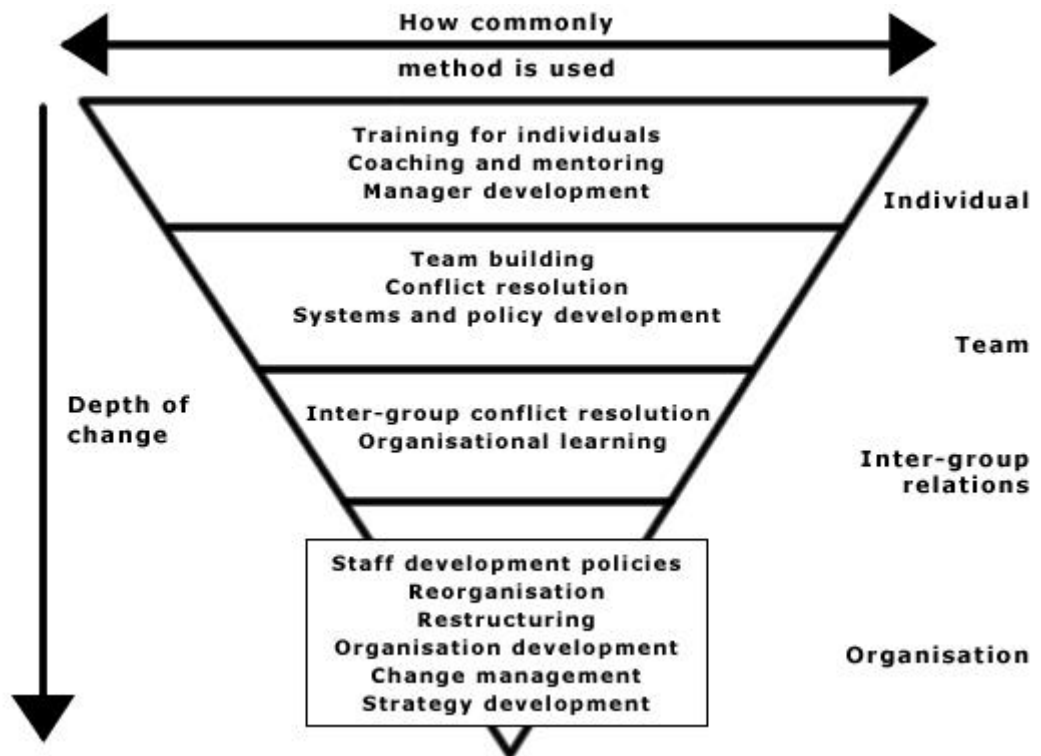 How commonly
method is used
Training for individuals
Coaching and mentoring
Manager development
Individual
Team building
Conflict resolution
Systems and policy development
Team
Depth of
change
Inter-group conflict resolution
Organisational learning
Inter-group
relations
Staff development policies
Reorganisation
Restructuring
Organisation development
Change management
Strategy development
Organisation